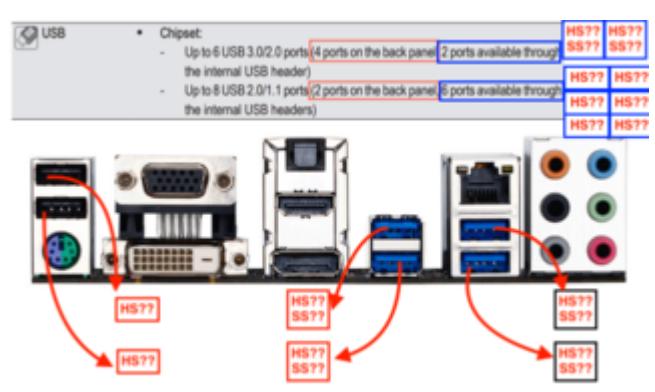 USB • Chipset:
- Up to 6 USB 3.0/2.0 ports (4 ports on the back panel, 2 ports available through
the internal USB header)
- Up to 8 USB 2.0/1.1 ports (2 ports on the back panel, 6 ports available through
the internal USB headers)
HS?? HS??
SS?? SS??
HS?? HS??
HS?? HS??
HS?? HS??
HS??
HS??
HS??
SS??
HS??
SS??
HS??
SS??
HS??
SS??